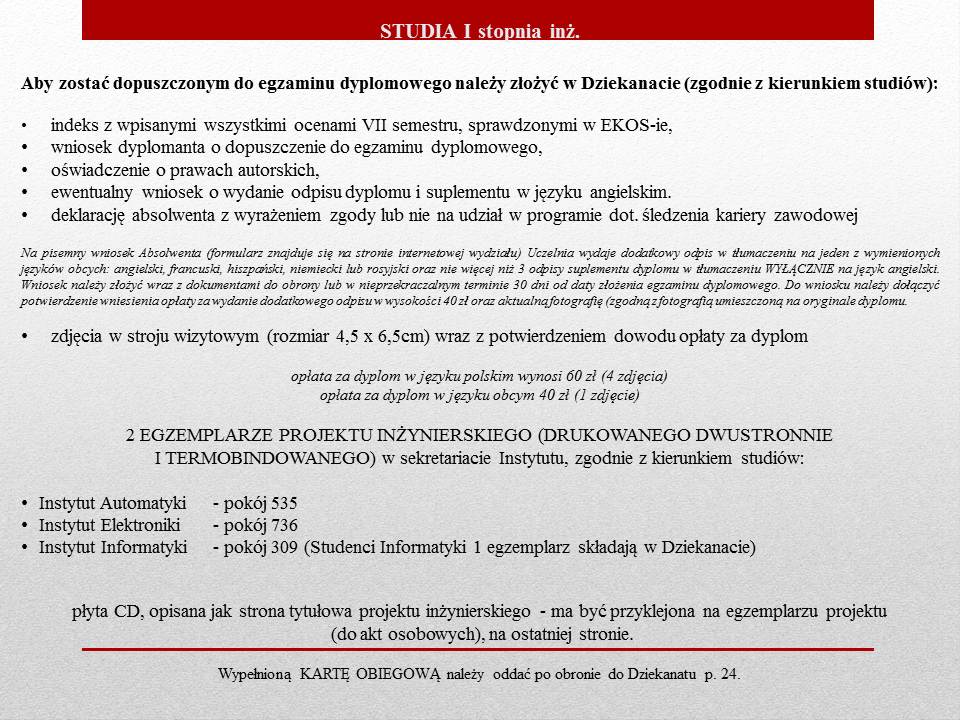 STUDIA I stopnia inż.
Aby zostać dopuszczonym do egzaminu dyplomowego należy złożyć w Dziekanacie (zgodnie z kierunkiem studiów):
• indeks z wpisanymi wszystkimi ocenami VII semestru, sprawdzonymi w EKOS-ie,
• wniosek dyplomanta o dopuszczenie do egzaminu dyplomowego,
• oświadczenie o prawach autorskich,
• ewentualny wniosek o wydanie odpisu dyplomu i suplementu w języku angielskim.
• deklarację absolwenta z wyrażeniem zgody lub nie na udział w programie dot. śledzenia kariery zawodowej
Na pisemny wniosek Absolwenta (formularz znajduje się na stronie internetowej wydziału) Uczelnia wydaje dodatkowy odpis w tłumaczeniu na jeden z wymienionych
języków obcych: angielski, francuski, hiszpański, niemiecki lub rosyjski oraz nie więcej niż 3 odpisy suplementu dyplomu w tłumaczeniu WYŁĄCZNIE na język angielski.
Wniosek należy złożyć wraz z dokumentami do obrony lub w nieprzekraczalnym terminie 30 dni od daty złożenia egzaminu dyplomowego. Do wniosku należy dołączyć
potwierdzenie wniesienia opłaty za wydanie dodatkowego odpisu w wysokości 40 zł oraz aktualną fotografię (zgodną z fotografią umieszczoną na oryginale dyplomu.
• zdjęcia w stroju wizytowym (rozmiar 4,5 x 6,5cm) wraz z potwierdzeniem dowodu opłaty za dyplom
opłata za dyplom w języku polskim wynosi 60 zł (4 zdjęcia)
opłata za dyplom w języku obcym 40 zł (1 zdjęcie)
2 EGZEMPLARZE PROJEKTU INŻYNIERSKIEGO (DRUKOWANEGO DWUSTRONNIE
I TERMOBINDOWANEGO) w sekretariacie Instytutu, zgodnie z kierunkiem studiów:
• Instytut Automatyki - pokój 535
• Instytut Elektroniki - pokój 736
• Instytut Informatyki - pokój 309 (Studenci Informatyki 1 egzemplarz składają w Dziekanacie)
płyta CD, opisana jak strona tytułowa projektu inżynierskiego - ma być przyklejona na egzemplarzu projektu
(do akt osobowych), na ostatniej stronie.
Wypełnioną KARTĘ OBIEGOWĄ należy oddać po obronie do Dziekanatu p. 24.